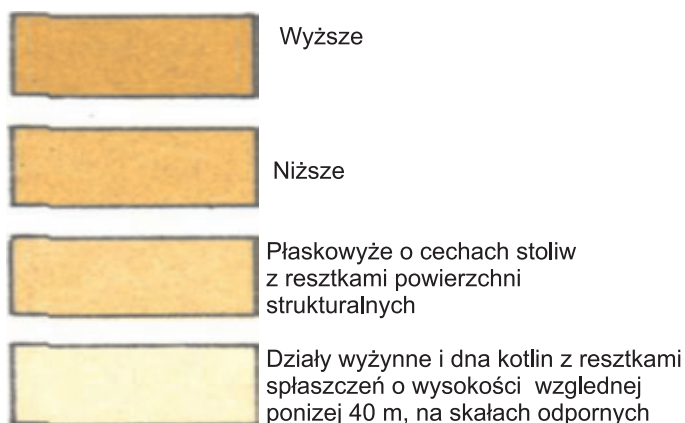 Wyższe
Niższe
Płaskowyże o cechach stoliw
z resztkami powierzchni
strukturalnych
Działy wyżynne i dna kotlin z resztkami
spłaszczeń o wysokości wzglednej
ponizej 40 m, na skałach odpornych